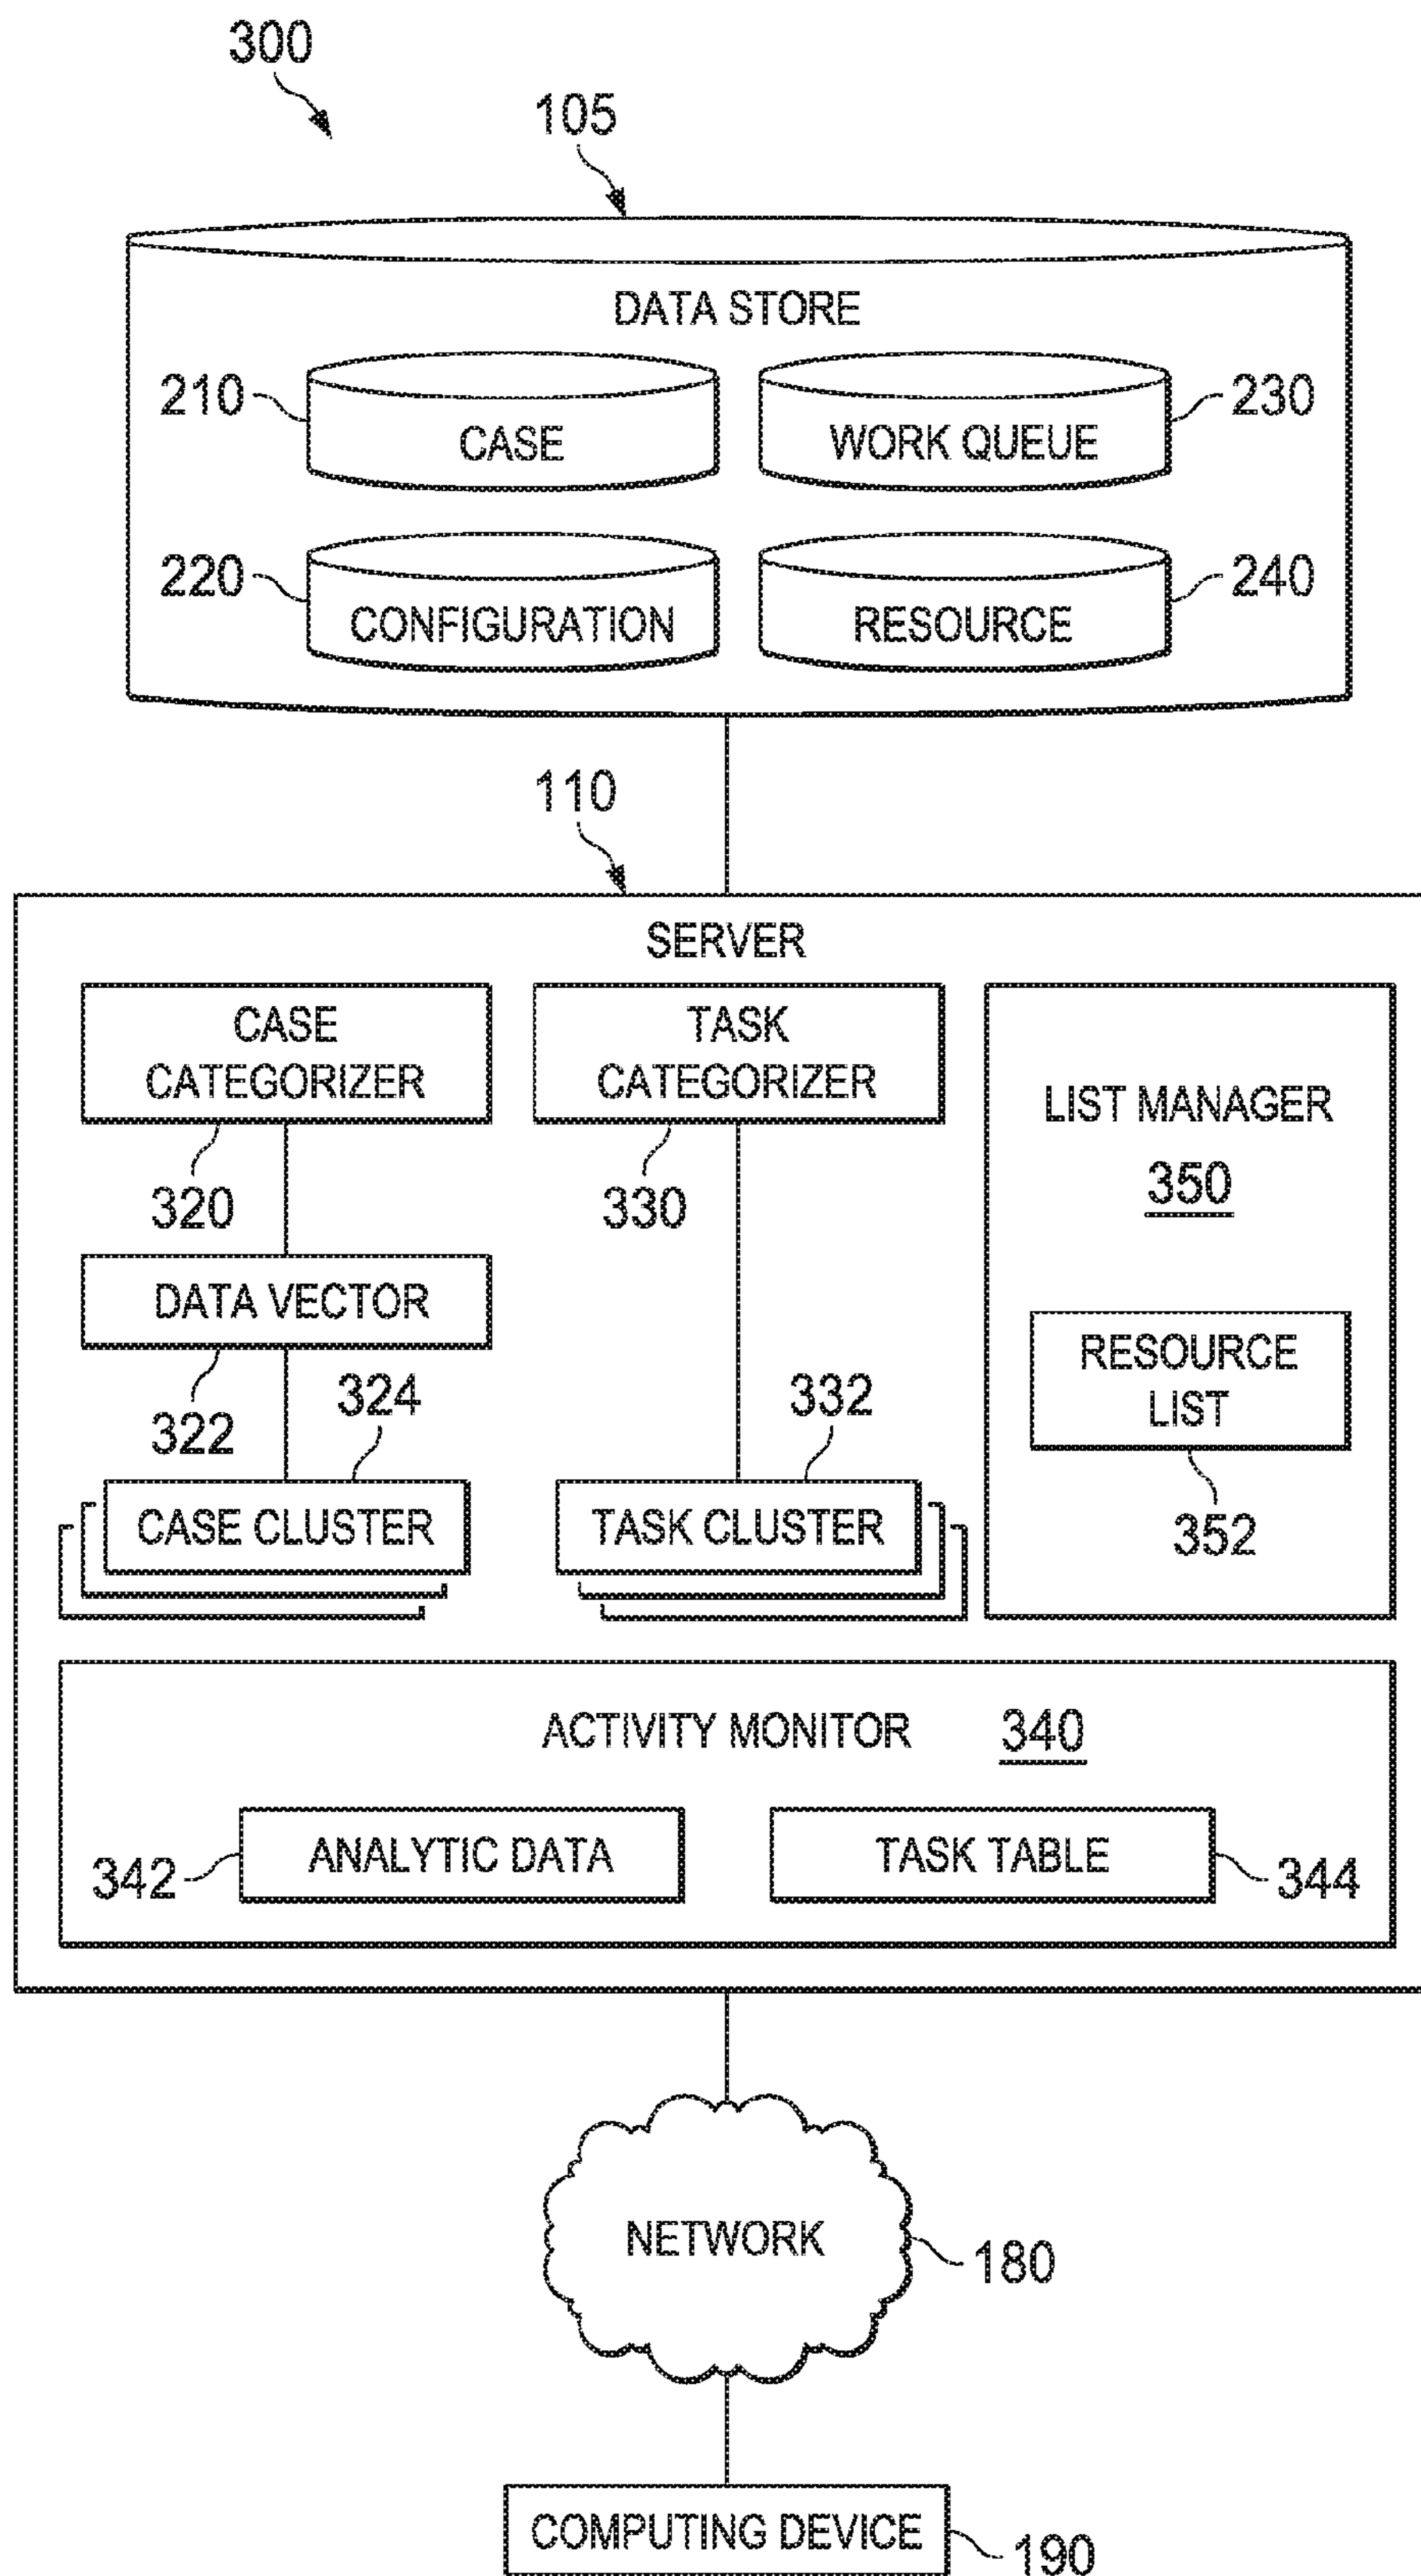 300
105
DATA STORE
210
CASE
WORK QUEUE
230
220
CONFIGURATION
RESOURCE
240
110
SERVER
CASE
CATEGORIZER
320
TASK
CATEGORIZER
330
LIST MANAGER
350
DATA VECTOR
322
324
332
RESOURCE
LIST
352
CASE CLUSTER
TASK CLUSTER
ACTIVITY MONITOR 340
342
ANALYTIC DATA
TASK TABLE
344
NETWORK
180
COMPUTING DEVICE
190